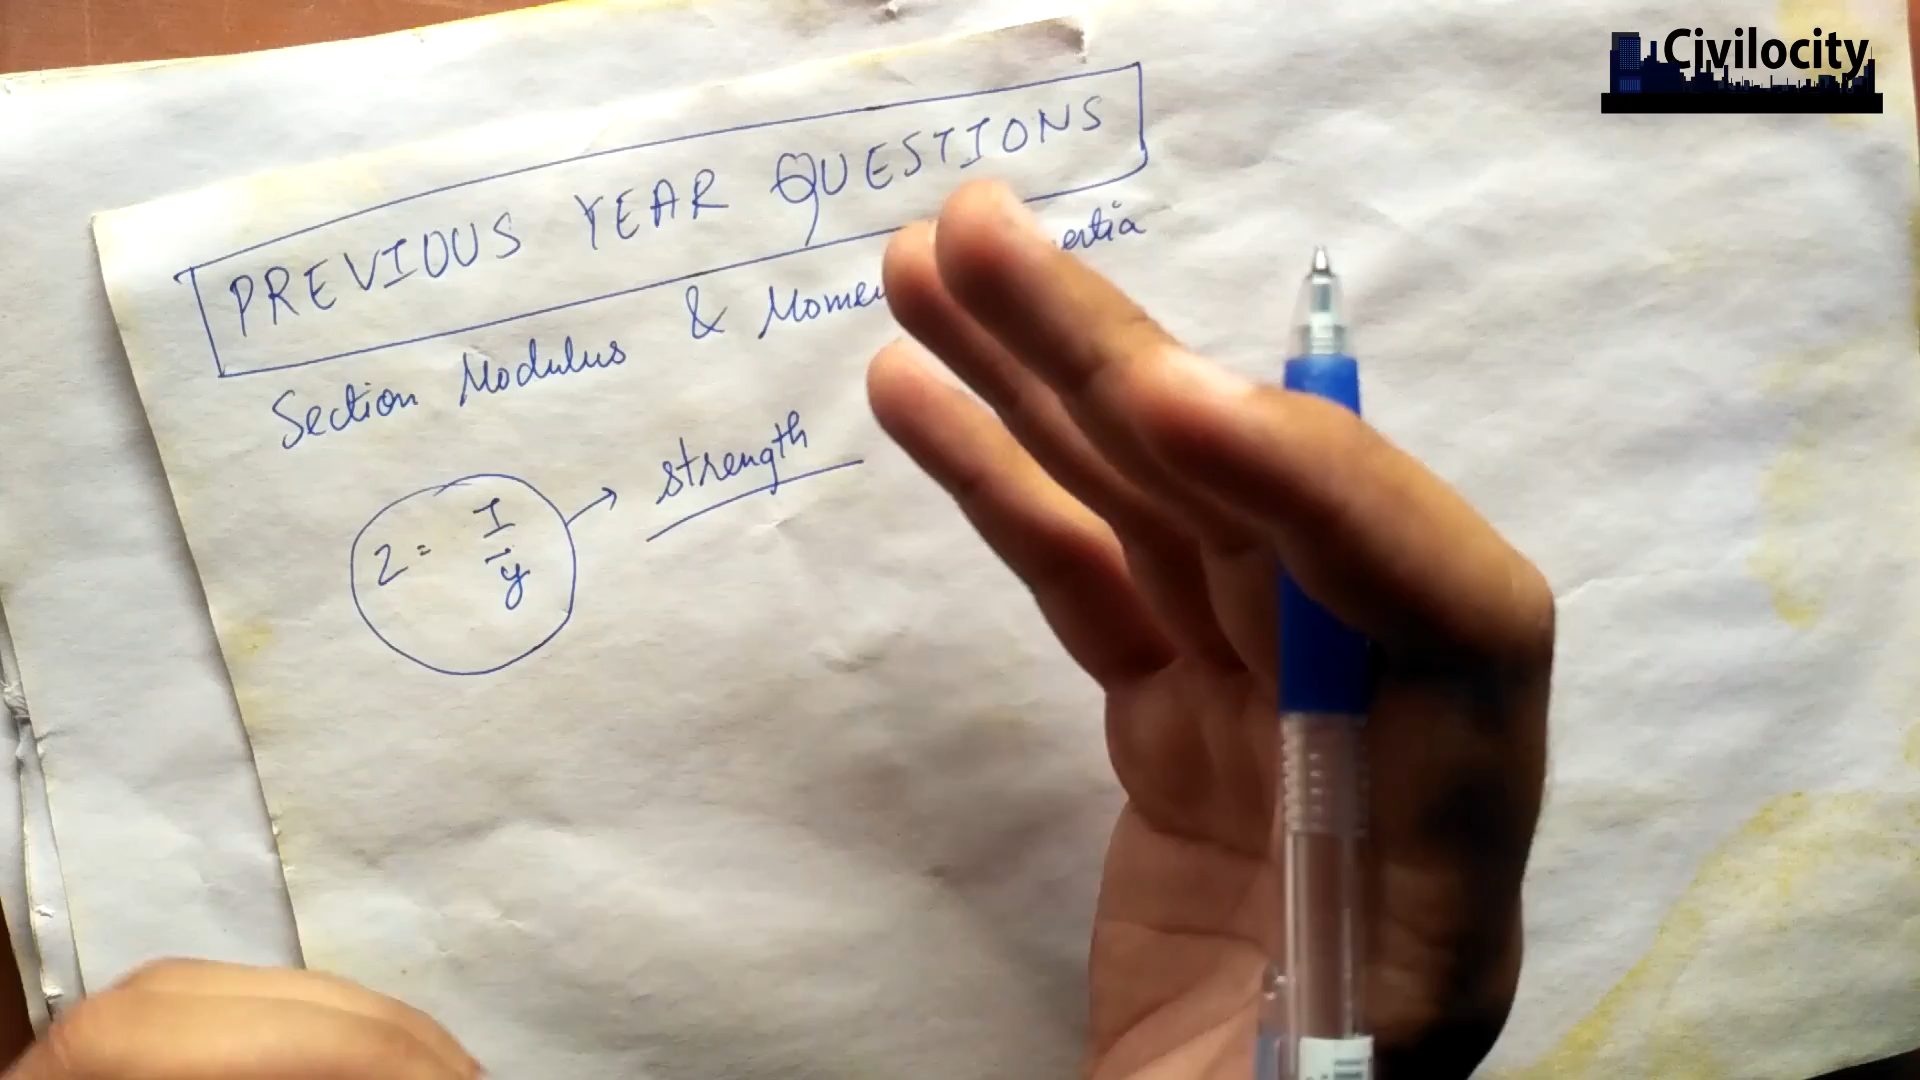 Civilocity
PREVIOUS YEAR QUESTIONS
Section Modulus &
Z = I/y → strength